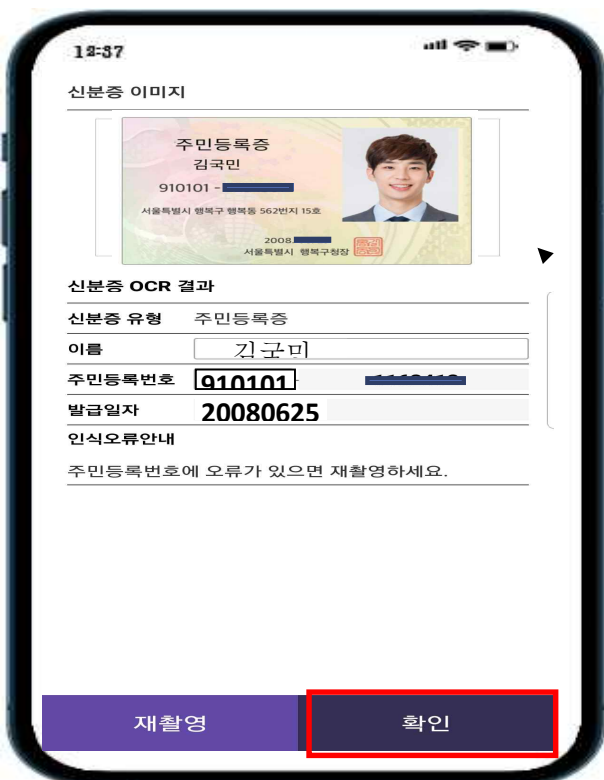 12:37
신분증 이미지
주민등록증
김국민
910101 -
서울특별시 행복구 행복동 562번지 15호
2008.
서울특별시 행복구청장
신분증 OCR 결과
신분증 유형 주민등록증
이름 김국미
주민등록번호 910101
발급일자 20080625
인식오류안내
주민등록번호에 오류가 있으면 재촬영하세요.
재촬영 확인